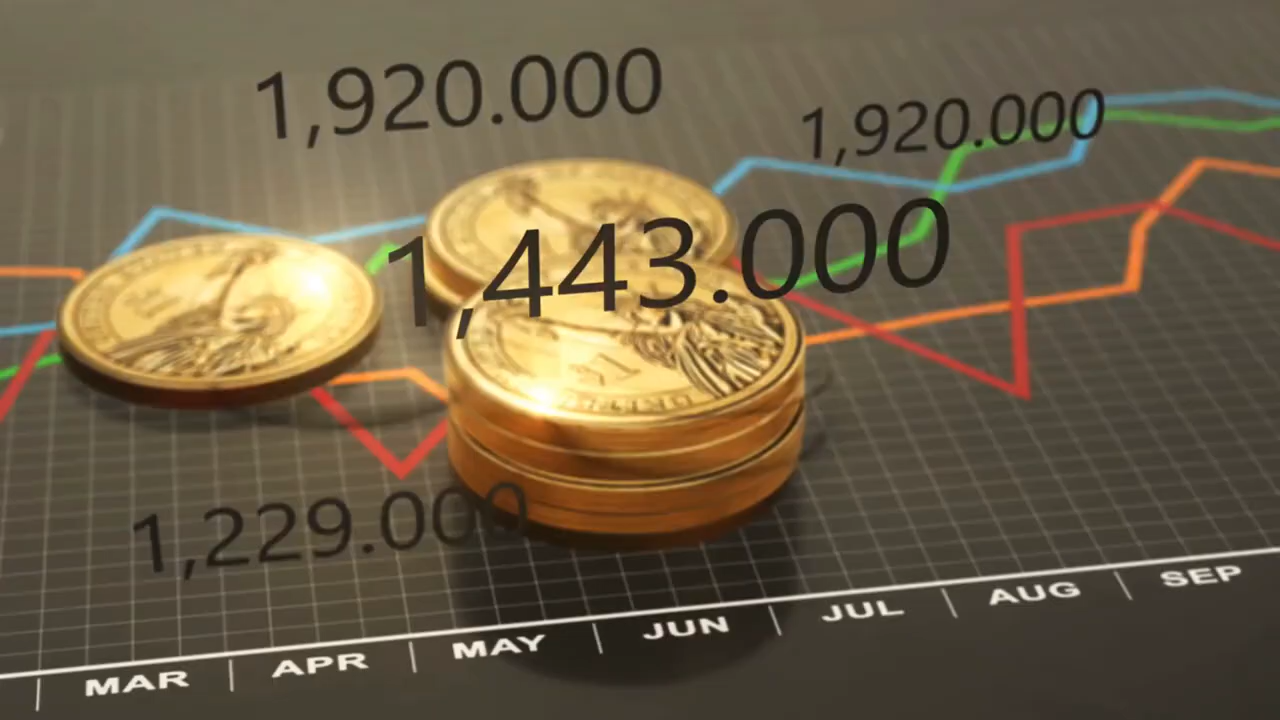 1,920.000
1,920.000
1,443.000
1,229.000
MAR | APR | MAY | JUN | JUL | AUG | SEP